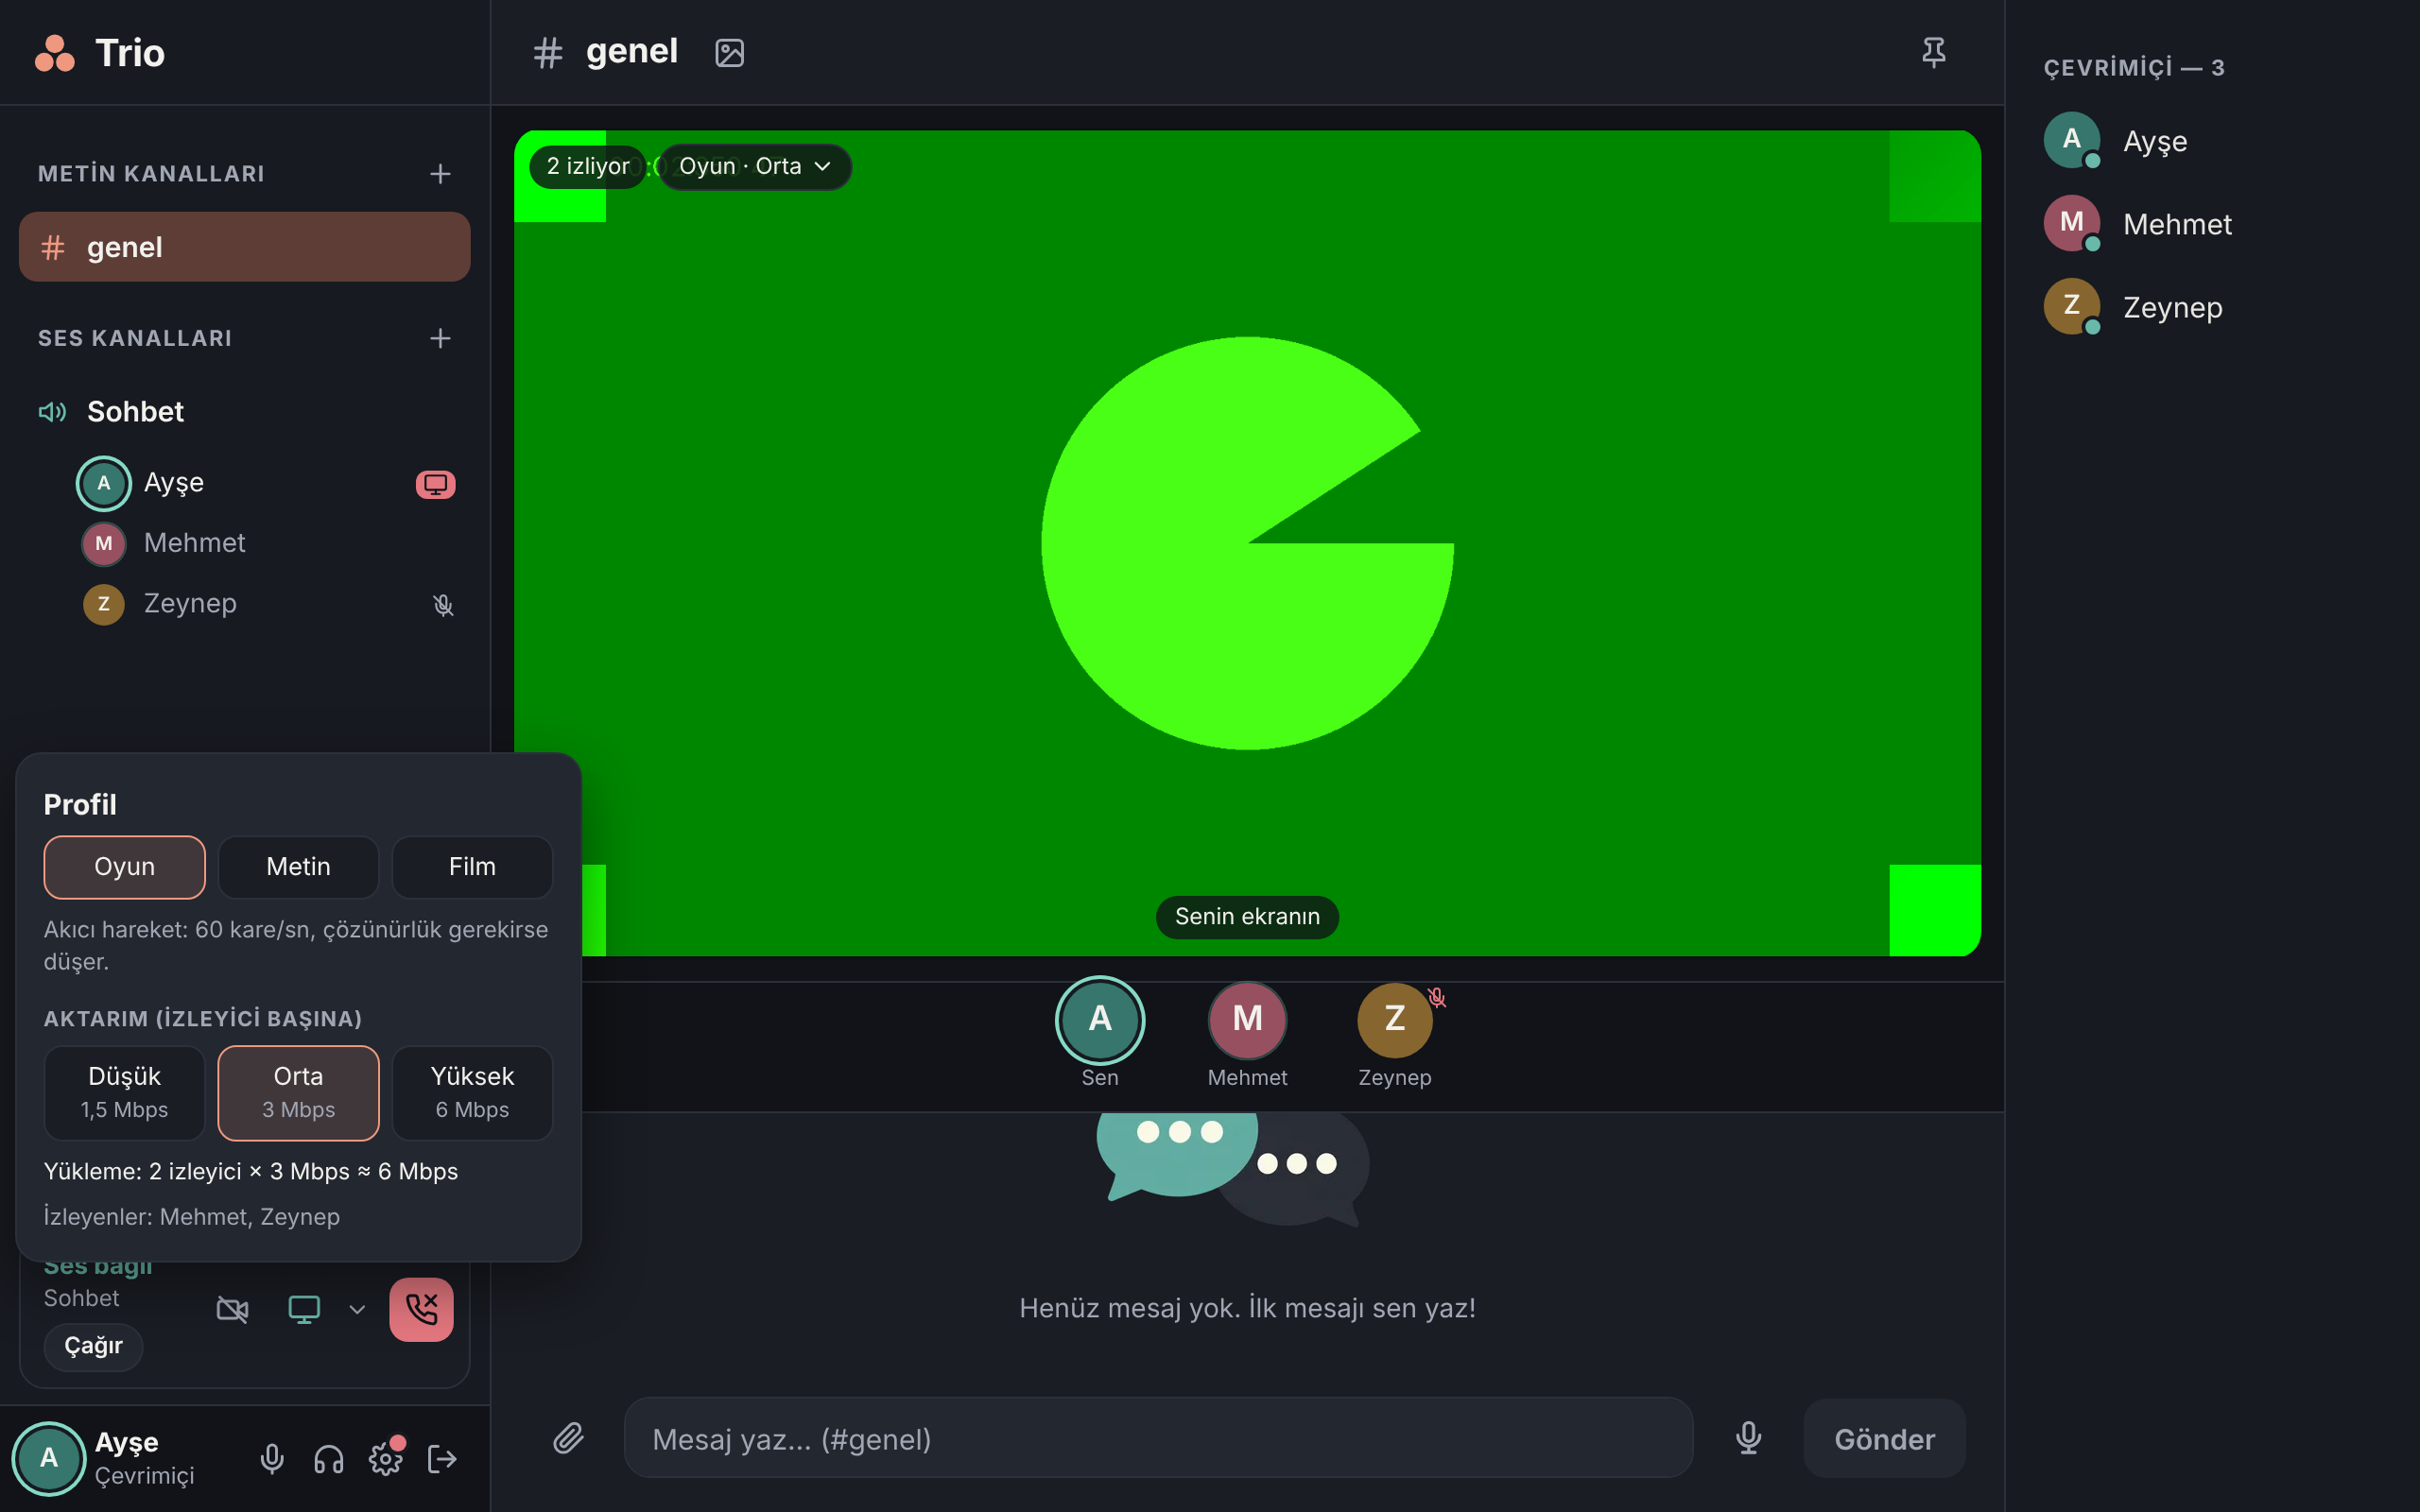 Trio
METİN KANALLARI
genel
SES KANALLARI
Sohbet
A Ayşe
M Mehmet
Z Zeynep
Profil
Oyun Metin Film
Akıcı hareket: 60 kare/sn, çözünürlük gerekirse
düşer.
AKTARIM (İZLEYİCİ BAŞINA)
Düşük Orta Yüksek
1,5 Mbps 3 Mbps 6 Mbps
Yükleme: 2 izleyici × 3 Mbps ≈ 6 Mbps
İzleyenler: Mehmet, Zeynep
Ses bağlı
Sohbet
Çağır
A Ayşe
Çevrimiçi
# genel
2 izliyor Oyun · Orta
Senin ekranın
A M Z
Sen Mehmet Zeynep
Henüz mesaj yok. İlk mesajı sen yaz!
Mesaj yaz... (#genel)
Gönder
ÇEVRİMİÇİ — 3
A Ayşe
M Mehmet
Z Zeynep